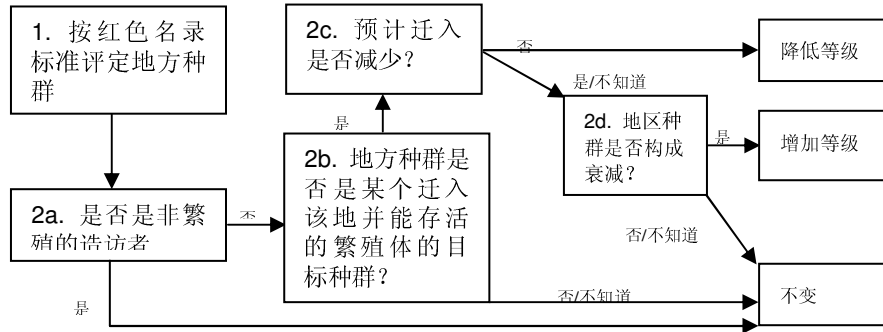 1. 按红色名录
标准评定地方种
群
2a. 是否是非繁
殖的造访者
否
是
2b. 地方种群是
否是某个迁入
该地并能存活
的繁殖体的目
标种群？
是
否/不知道
2c. 预计迁入
是否减少？
否
是/不知道
2d. 地区种
群是否构成
衰减？
是
否/不知道
降低等级
增加等级
不变